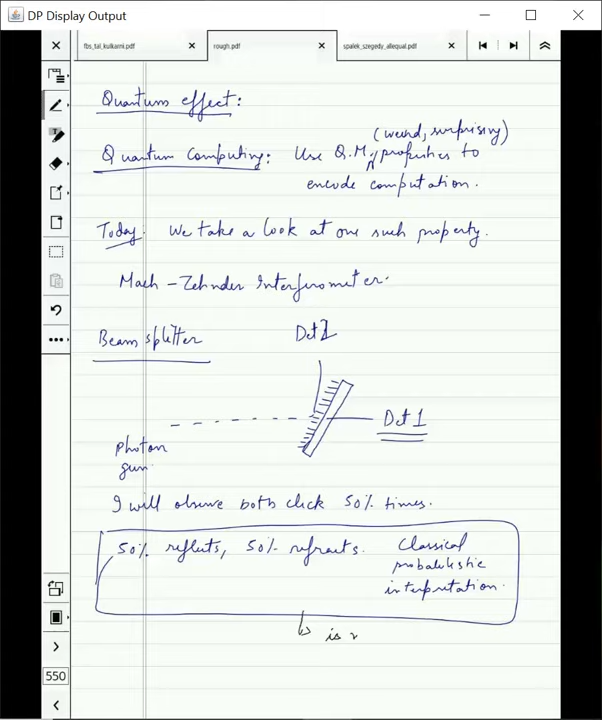 DP Display Output
fbs_tal_kulkarni.pdf
rough.pdf
spalek_szegedy_allequal.pdf
Quantum effect:
(weird, surprising)
Quantum computing: Use Q.M. properties to
encode computation.
Today. We take a look at one such property.
Mach-Zehnder Interferometer.
Beam splitter
Det 2
Det 1
photon
gun.
I will observe both click 50% times.
50% reflects, 50% refracts. Classical
probabilistic
interpretation.
is
550